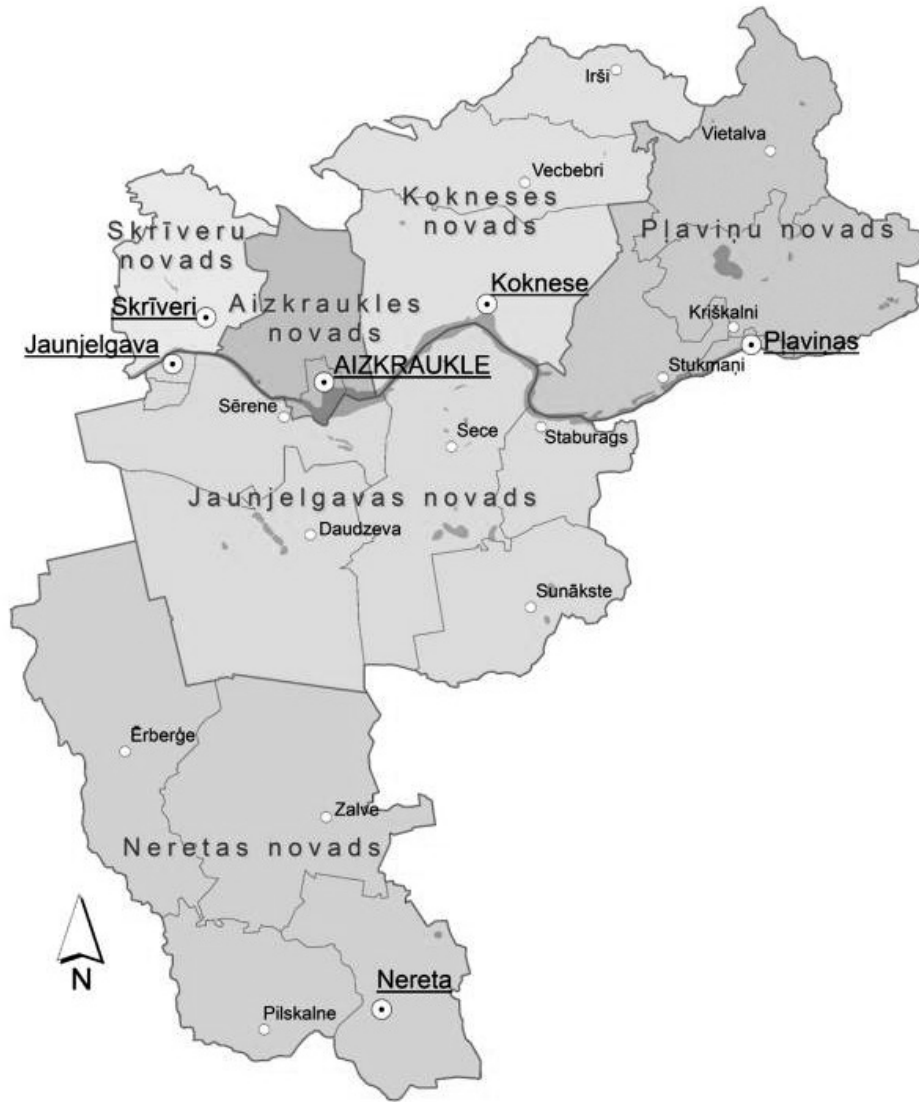 Irši
Vietalva
Vecbebri
Kokneses
novads
Skrīveru
novads
Pļaviņu novads
Koknese
Aizkraukles
novads
Skrīveri
Kriškalni
Pļaviņas
Jaunjelgava
AIZKRAUKLE
Stukmaņi
Sērene
Sece
Staburags
Jaunjelgavas novads
Daudzeva
Sunākste
Ērberģe
Zalve
Neretas novads
N
Nereta
Pilskalne